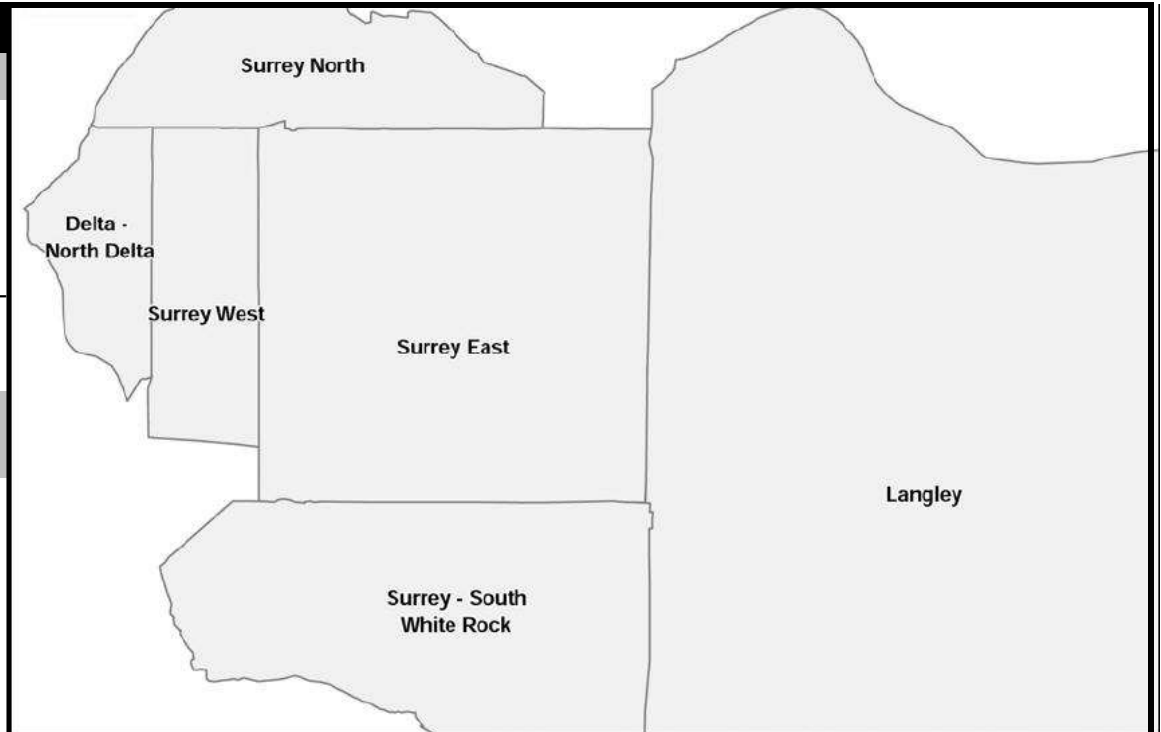 Surrey North
Delta -
North Delta
Surrey West
Surrey East
Langley
Surrey - South
White Rock